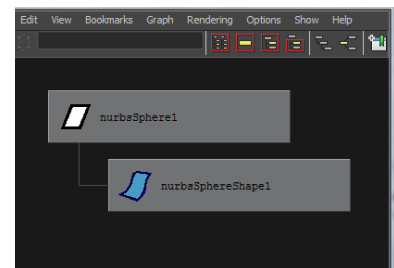 Edit View Bookmarks Graph Rendering Options Show Help
nurbsSphere1
nurbsSphereShape1